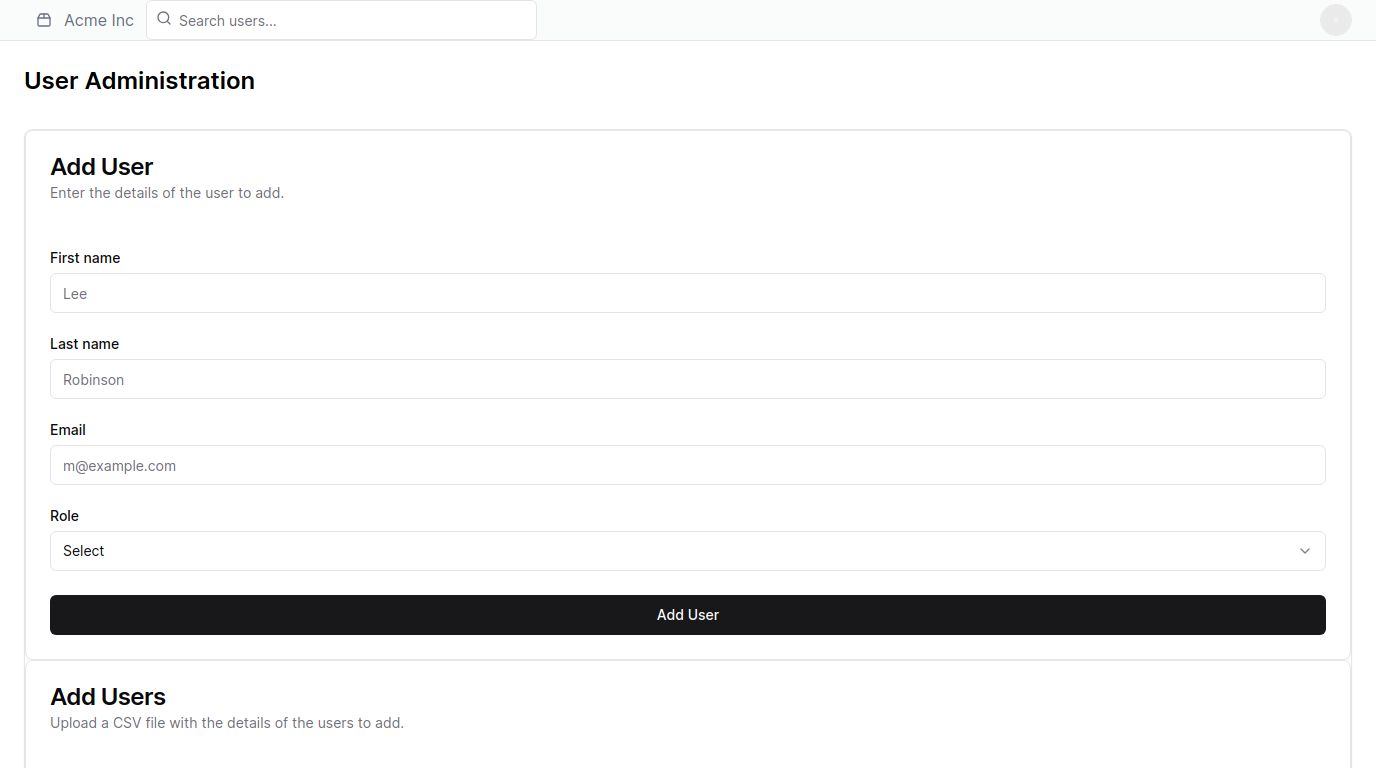 Acme Inc
Search users...
User Administration
Add User
Enter the details of the user to add.
First name
Lee
Last name
Robinson
Email
m@example.com
Role
Select
Add User
Add Users
Upload a CSV file with the details of the users to add.